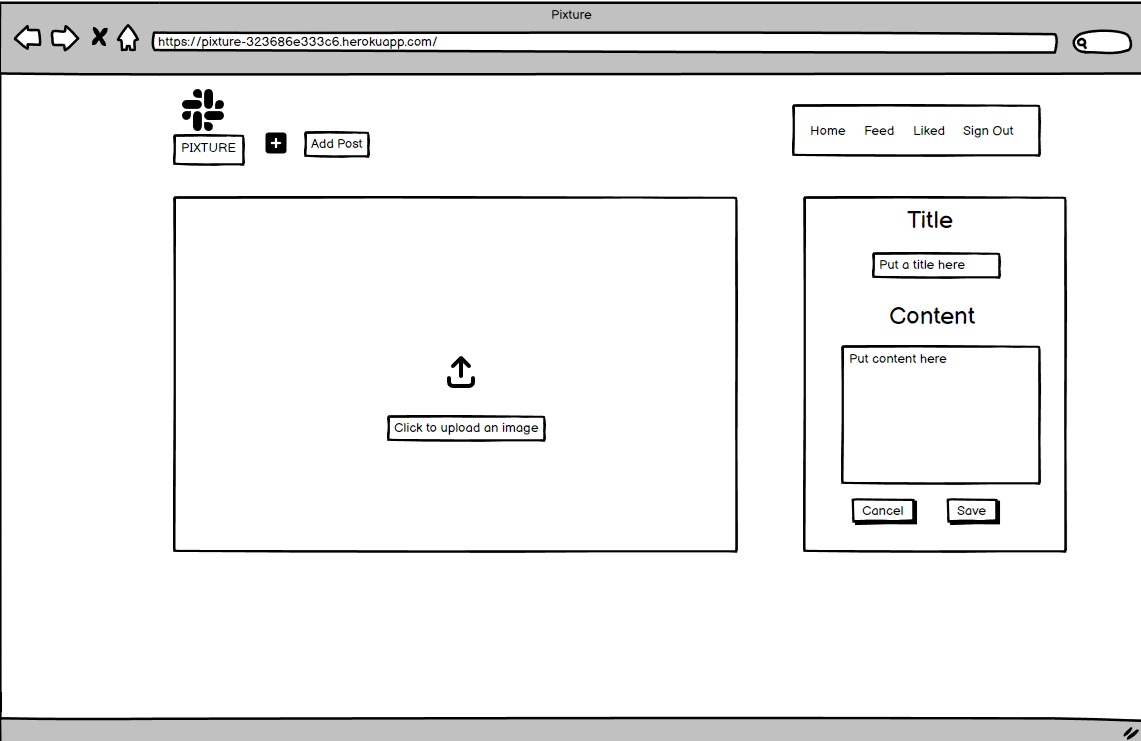 Pixture
https://pixture-323686e333c6.herokuapp.com/
PIXTURE
Add Post
Home Feed Liked Sign Out
Title
Put a title here
Content
Put content here
Click to upload an image
Cancel Save